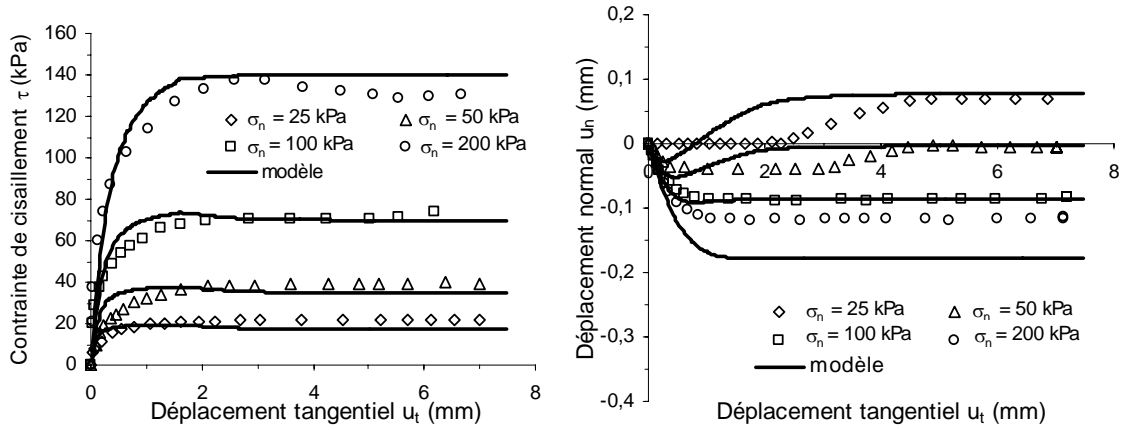 Contrainte de disaillement τ (kPa)
160
140
120
100
80
60
40
20
0
σn = 25 kPa
σn = 50 kPa
σn = 100 kPa
σn = 200 kPa
modèle
0
2
4
6
8
Déplacement tangentiel ut (mm)
Déplacement normal un (mm)
0,2
0,1
0
-0,1
-0,2
-0,3
-0,4
0
2
4
6
8
σn = 25 kPa
σn = 50 kPa
σn = 100 kPa
σn = 200 kPa
modèle
Déplacement tangentiel ut (mm)